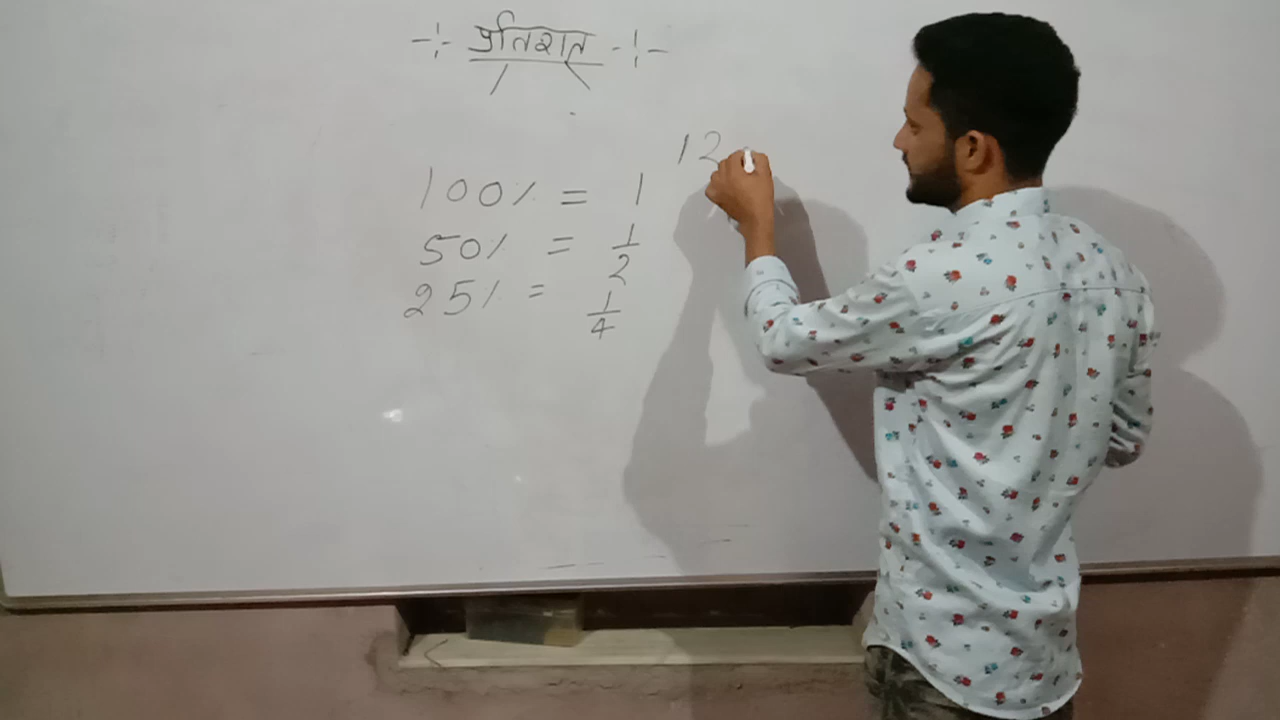 प्रतिशत
100% = 1
50% = 1/2
25% = 1/4
12